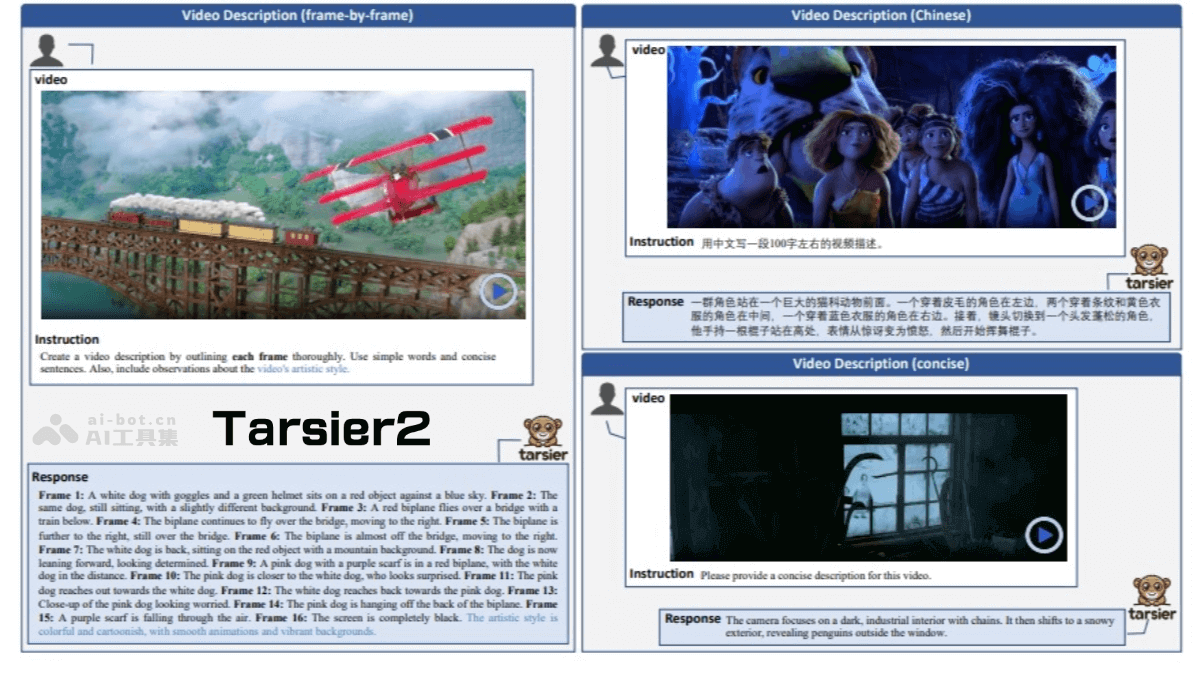 Video Description (frame-by-frame)
video
Instruction
Create a video description by outlining each frame thoroughly. Use simple words and concise
sentences. Also, include observations about the video's artistic style.
ai-bot.cn
AI工具集
Tarsier2
tarsier
Response
Frame 1: A white dog with goggles and a green helmet sits on a red object against a blue sky. Frame 2: The
same dog, still sitting, with a slightly different background. Frame 3: A red biplane flies over a bridge with a
train below. Frame 4: The biplane continues to fly over the bridge, moving to the right. Frame 5: The biplane is
further to the right, still over the bridge. Frame 6: The biplane is almost off the bridge, moving to the right.
Frame 7: The white dog is back, sitting on the red object with a mountain background. Frame 8: The dog is now
leaning forward, looking determined. Frame 9: A pink dog with a purple scarf is in a red biplane, with the white
dog in the distance. Frame 10: The pink dog is closer to the white dog, who looks surprised. Frame 11: The pink
dog reaches out towards the white dog. Frame 12: The white dog reaches back towards the pink dog. Frame 13:
Close-up of the pink dog looking worried. Frame 14: The pink dog is hanging off the back of the biplane. Frame
15: A purple scarf is falling through the air. Frame 16: The screen is completely black. The artistic style is
colorful and cartoonish, with smooth animations and vibrant backgrounds.
Video Description (Chinese)
video
Instruction 用中文写一段100字左右的视频描述。
tarsier
Response 一群角色站在一个巨大的猫科动物前面。一个穿着皮毛的角色在左边，两个穿着条纹和黄色衣
服的角色在中间，一个穿着蓝色衣服的角色在右边。接着，镜头切换到一个头发蓬松的角色，
他手持一根棍子站在高处，表情从惊讶变为愤怒，然后开始挥舞棍子。
Video Description (concise)
video
Instruction Please provide a concise description for this video.
tarsier
Response The camera focuses on a dark, industrial interior with chains. It then shifts to a snowy
exterior, revealing penguins outside the window.